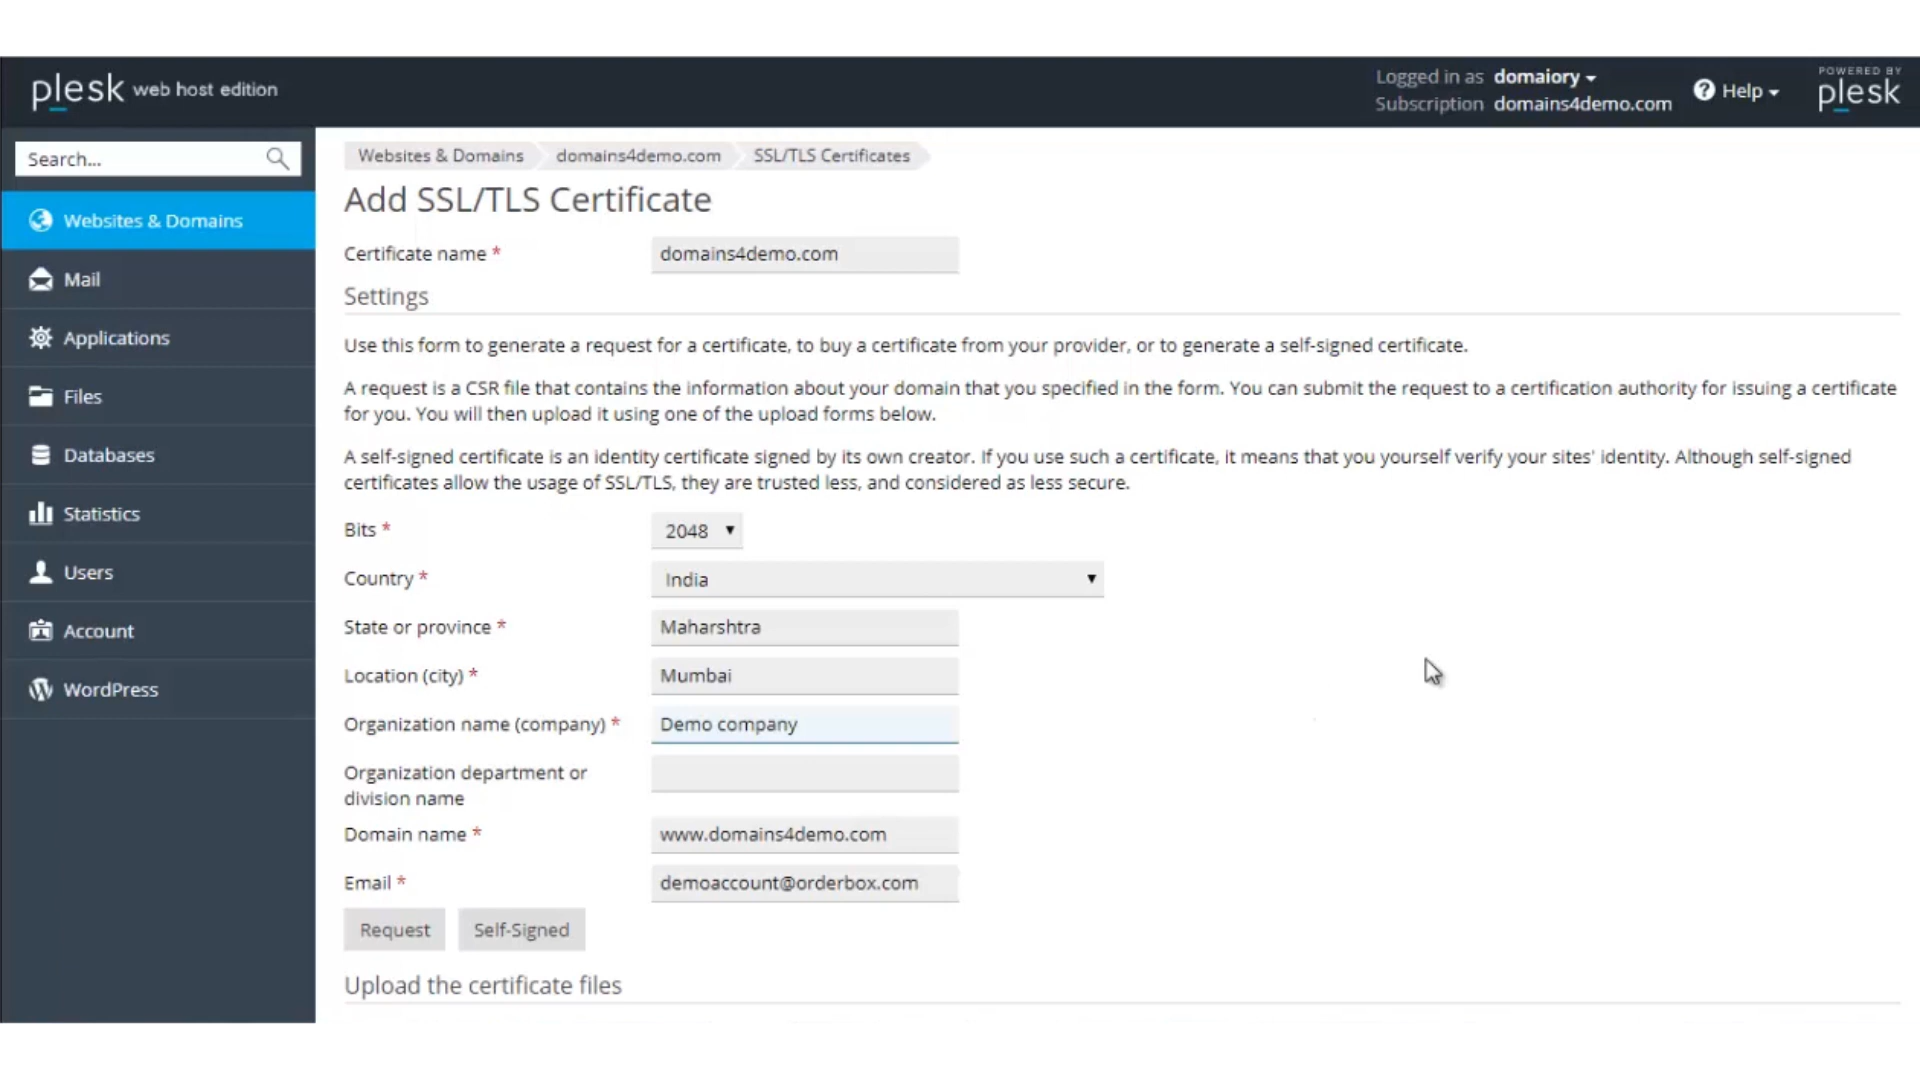 plesk web host edition
Logged in as domaiory
Subscription domains4demo.com
? Help
POWERED BY
plesk
Search...
Websites & Domains
Mail
Applications
Files
Databases
Statistics
Users
Account
WordPress
Websites & Domains domains4demo.com SSL/TLS Certificates
Add SSL/TLS Certificate
Certificate name * domains4demo.com
Settings
Use this form to generate a request for a certificate, to buy a certificate from your provider, or to generate a self-signed certificate.
A request is a CSR file that contains the information about your domain that you specified in the form. You can submit the request to a certification authority for issuing a certificate
for you. You will then upload it using one of the upload forms below.
A self-signed certificate is an identity certificate signed by its own creator. If you use such a certificate, it means that you yourself verify your sites' identity. Although self-signed
certificates allow the usage of SSL/TLS, they are trusted less, and considered as less secure.
Bits * 2048
Country * India
State or province * Maharshtra
Location (city) * Mumbai
Organization name (company) * Demo company
Organization department or
division name
Domain name * www.domains4demo.com
Email * demoaccount@orderbox.com
Request Self-Signed
Upload the certificate files